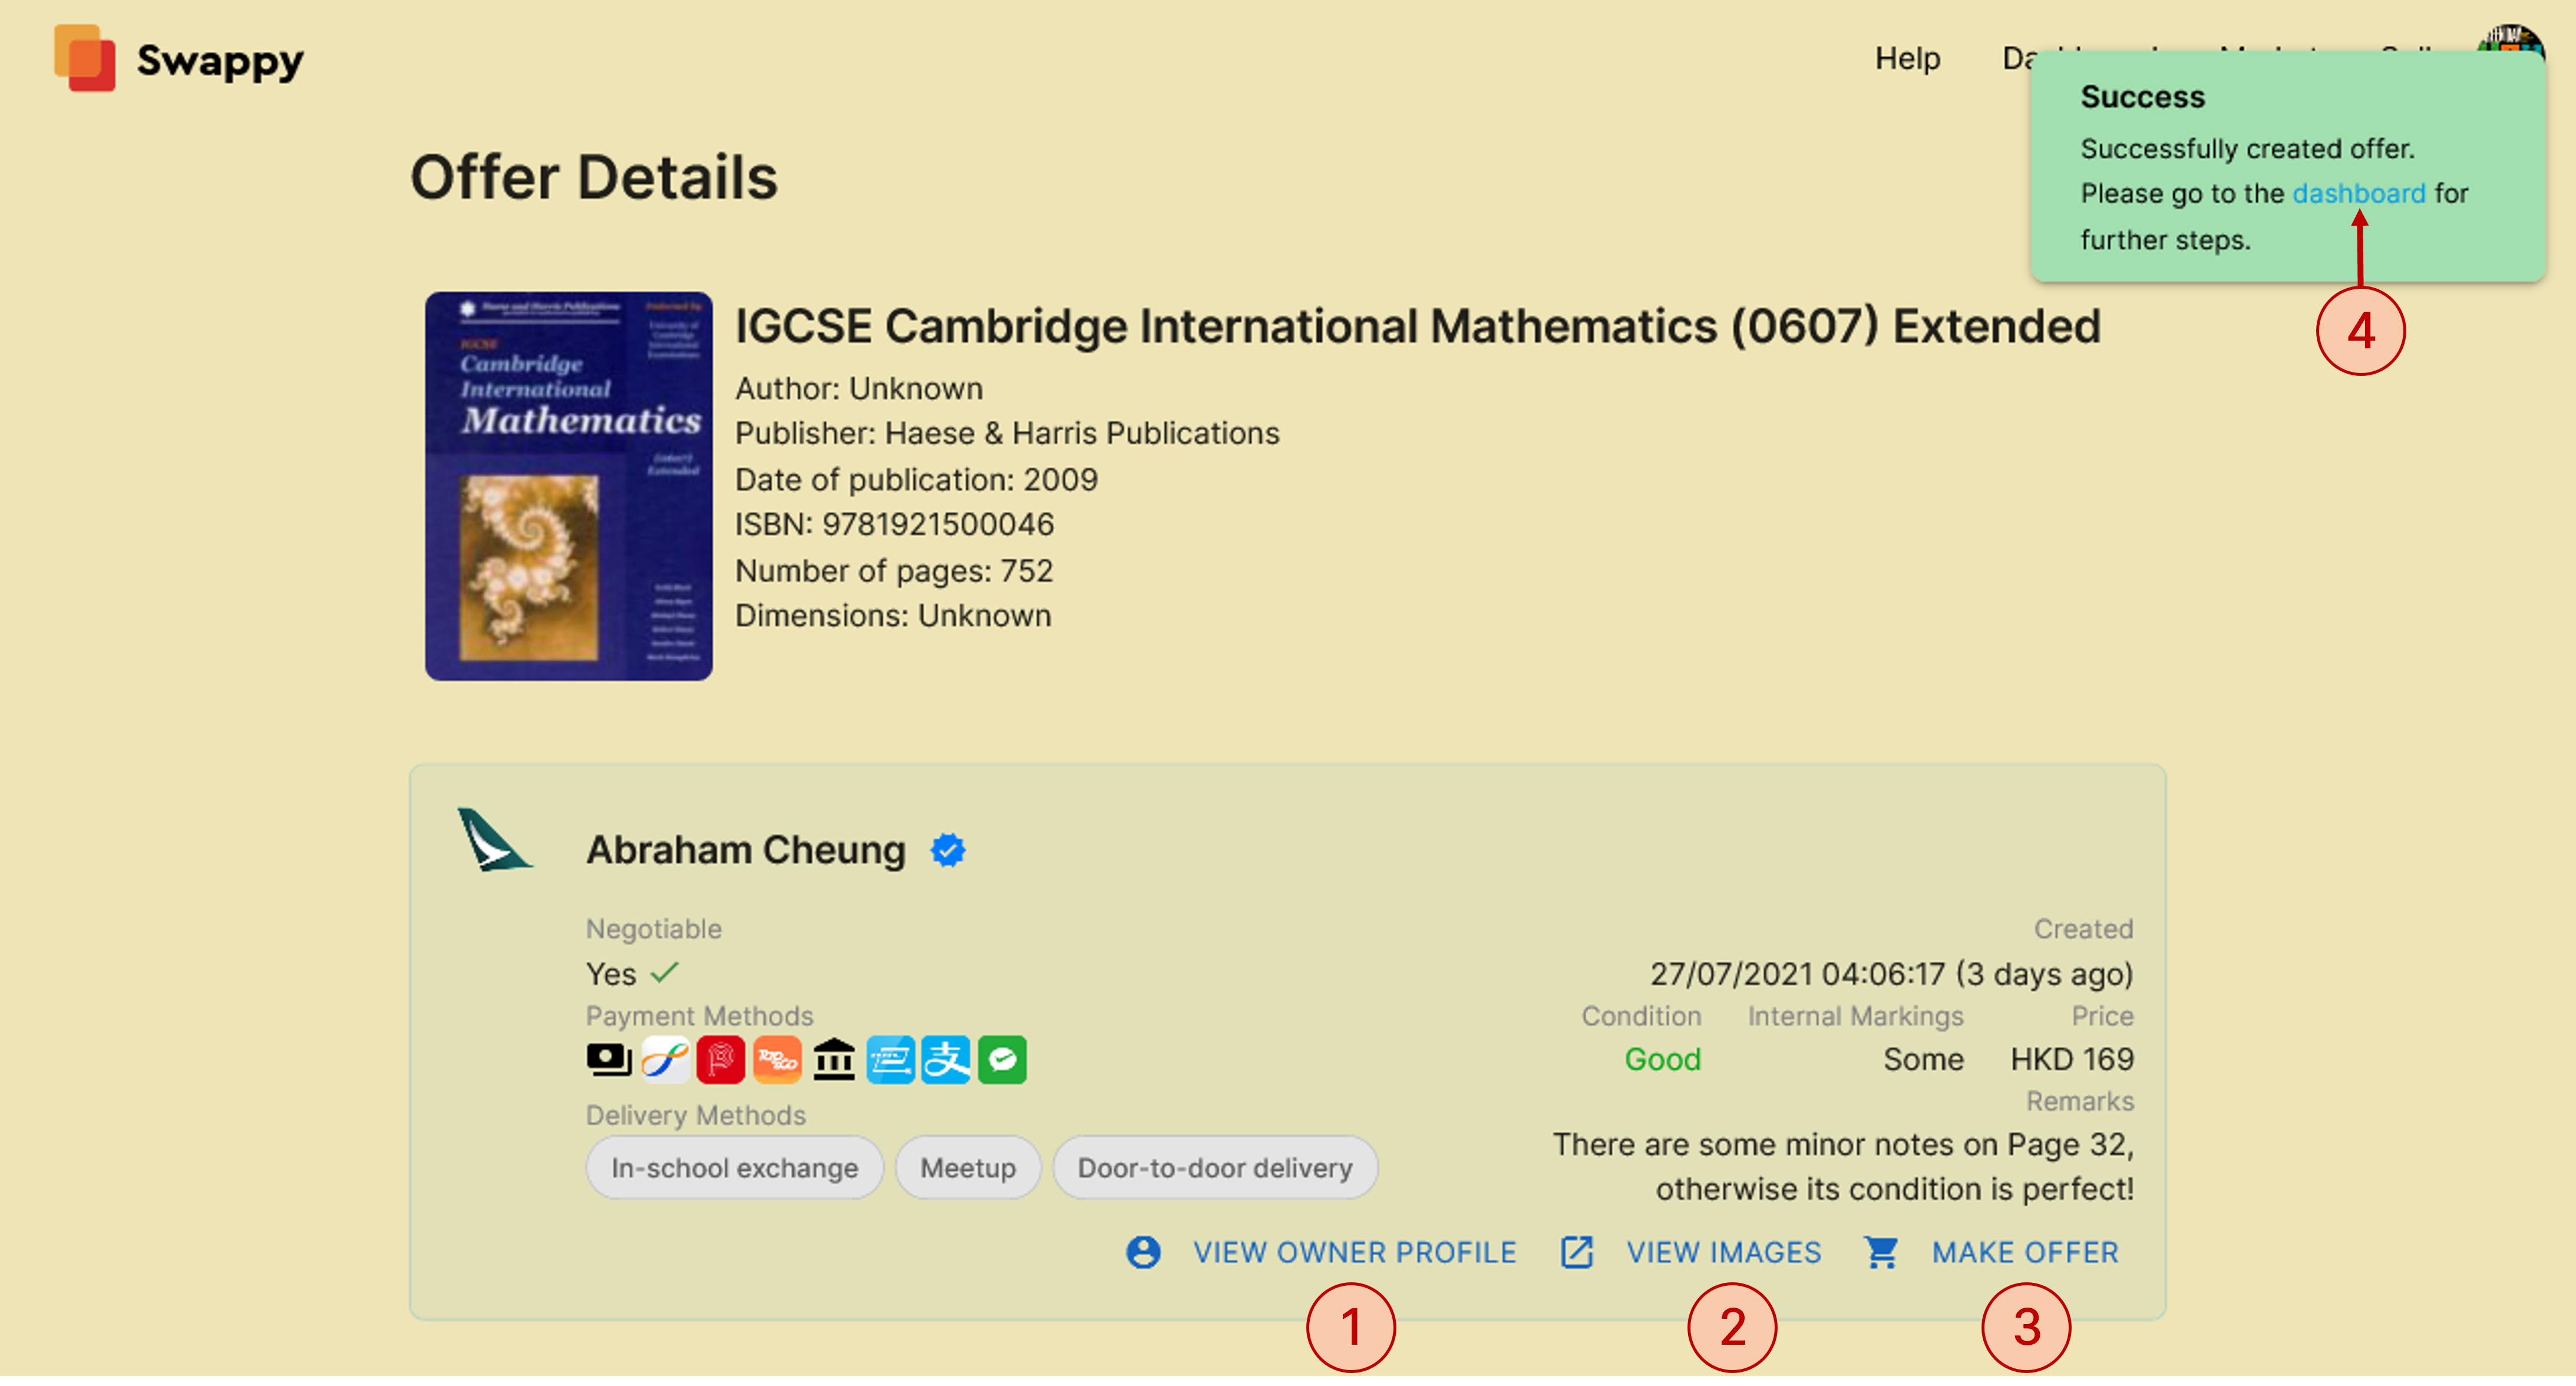 Swappy
Help
Success
Successfully created offer.
Please go to the dashboard for
further steps.
4
Offer Details
IGCSE
Cambridge
International
Mathematics
Extended
IGCSE Cambridge International Mathematics (0607) Extended
Author: Unknown
Publisher: Haese & Harris Publications
Date of publication: 2009
ISBN: 9781921500046
Number of pages: 752
Dimensions: Unknown
Abraham Cheung
Negotiable
Yes
Payment Methods
Delivery Methods
In-school exchange Meetup Door-to-door delivery
Created
27/07/2021 04:06:17 (3 days ago)
Condition Internal Markings Price
Good Some HKD 169
Remarks
There are some minor notes on Page 32,
otherwise its condition is perfect!
VIEW OWNER PROFILE VIEW IMAGES MAKE OFFER
1 2 3